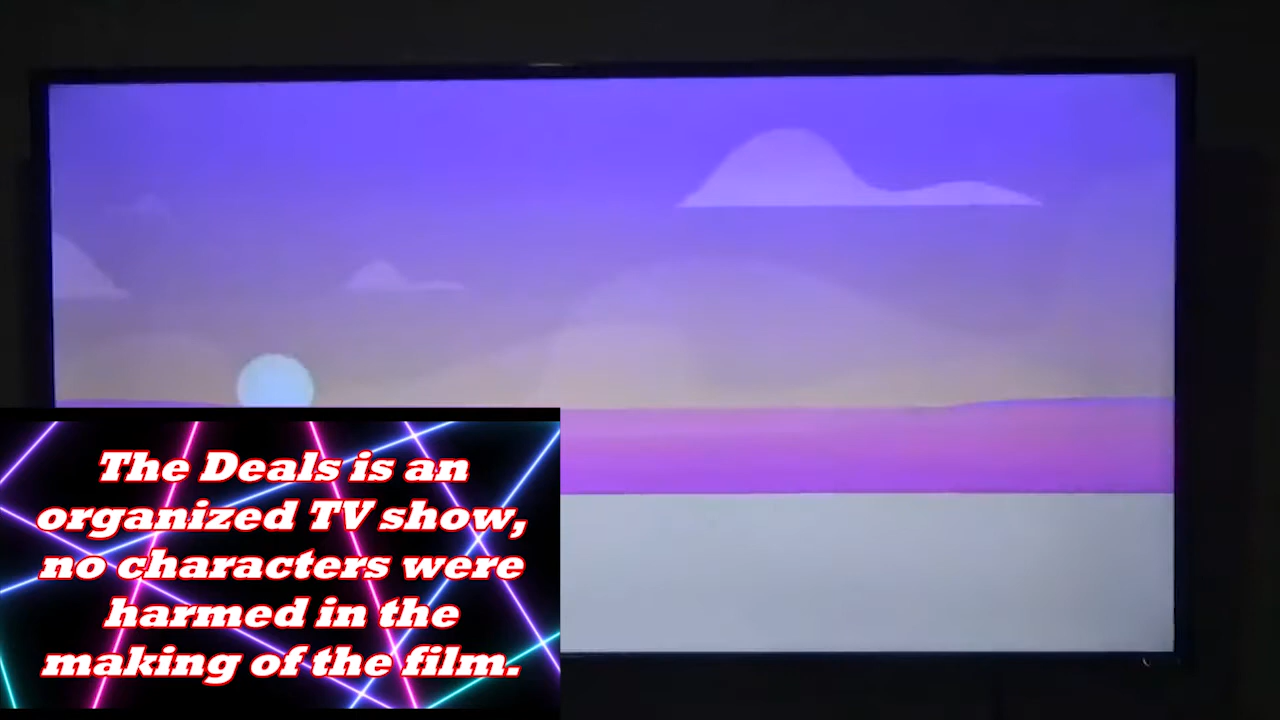 The Deals is an
organized TV show,
no characters were
harmed in the
making of the film.